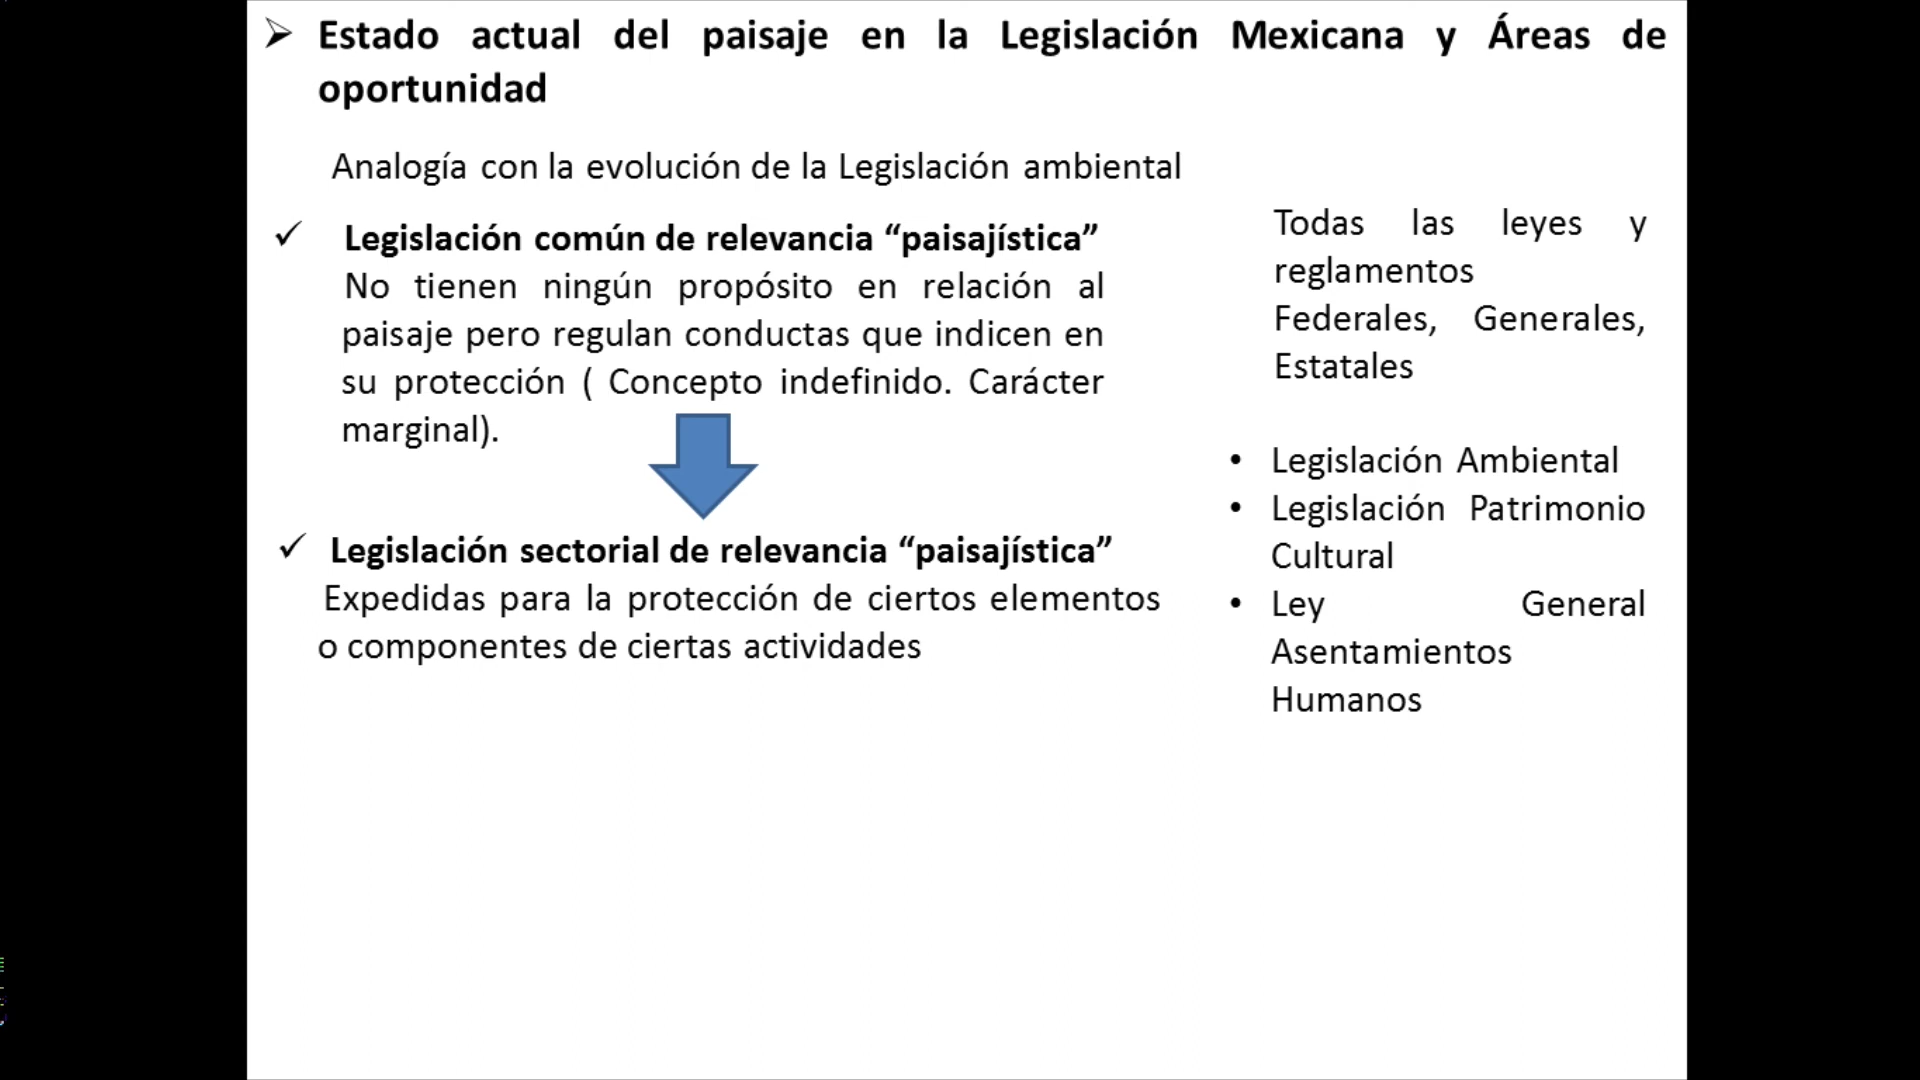 Estado actual del paisaje en la Legislación Mexicana y Áreas de
oportunidad
Analogía con la evolución de la Legislación ambiental
Legislación común de relevancia “paisajística”
No tienen ningún propósito en relación al
paisaje pero regulan conductas que indicen en
su protección ( Concepto indefinido. Carácter
marginal).
Todas las leyes y
reglamentos
Federales, Generales,
Estatales
Legislación sectorial de relevancia “paisajística”
Expedidas para la protección de ciertos elementos
o componentes de ciertas actividades
• Legislación Ambiental
• Legislación Patrimonio
Cultural
• Ley General
Asentamientos
Humanos